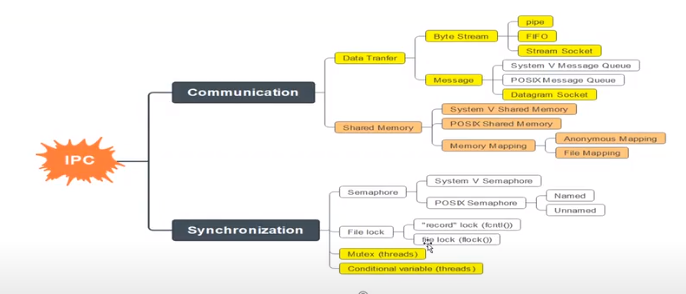 pipe
Byte Stream
FIFO
Stream Socket
Data Tranfer
System V Message Queue
Communication
Message
POSIX Message Queue
Datagram Socket
System V Shared Memory
Shared Memory
POSIX Shared Memory
Anonymous Mapping
Memory Mapping
File Mapping
IPC
System V Semaphore
Semaphore
Named
POSIX Semaphore
Unnamed
Synchronization
"record" lock (fcntl())
File lock
file lock (flock())
Mutex (threads)
Conditional variable (threads)